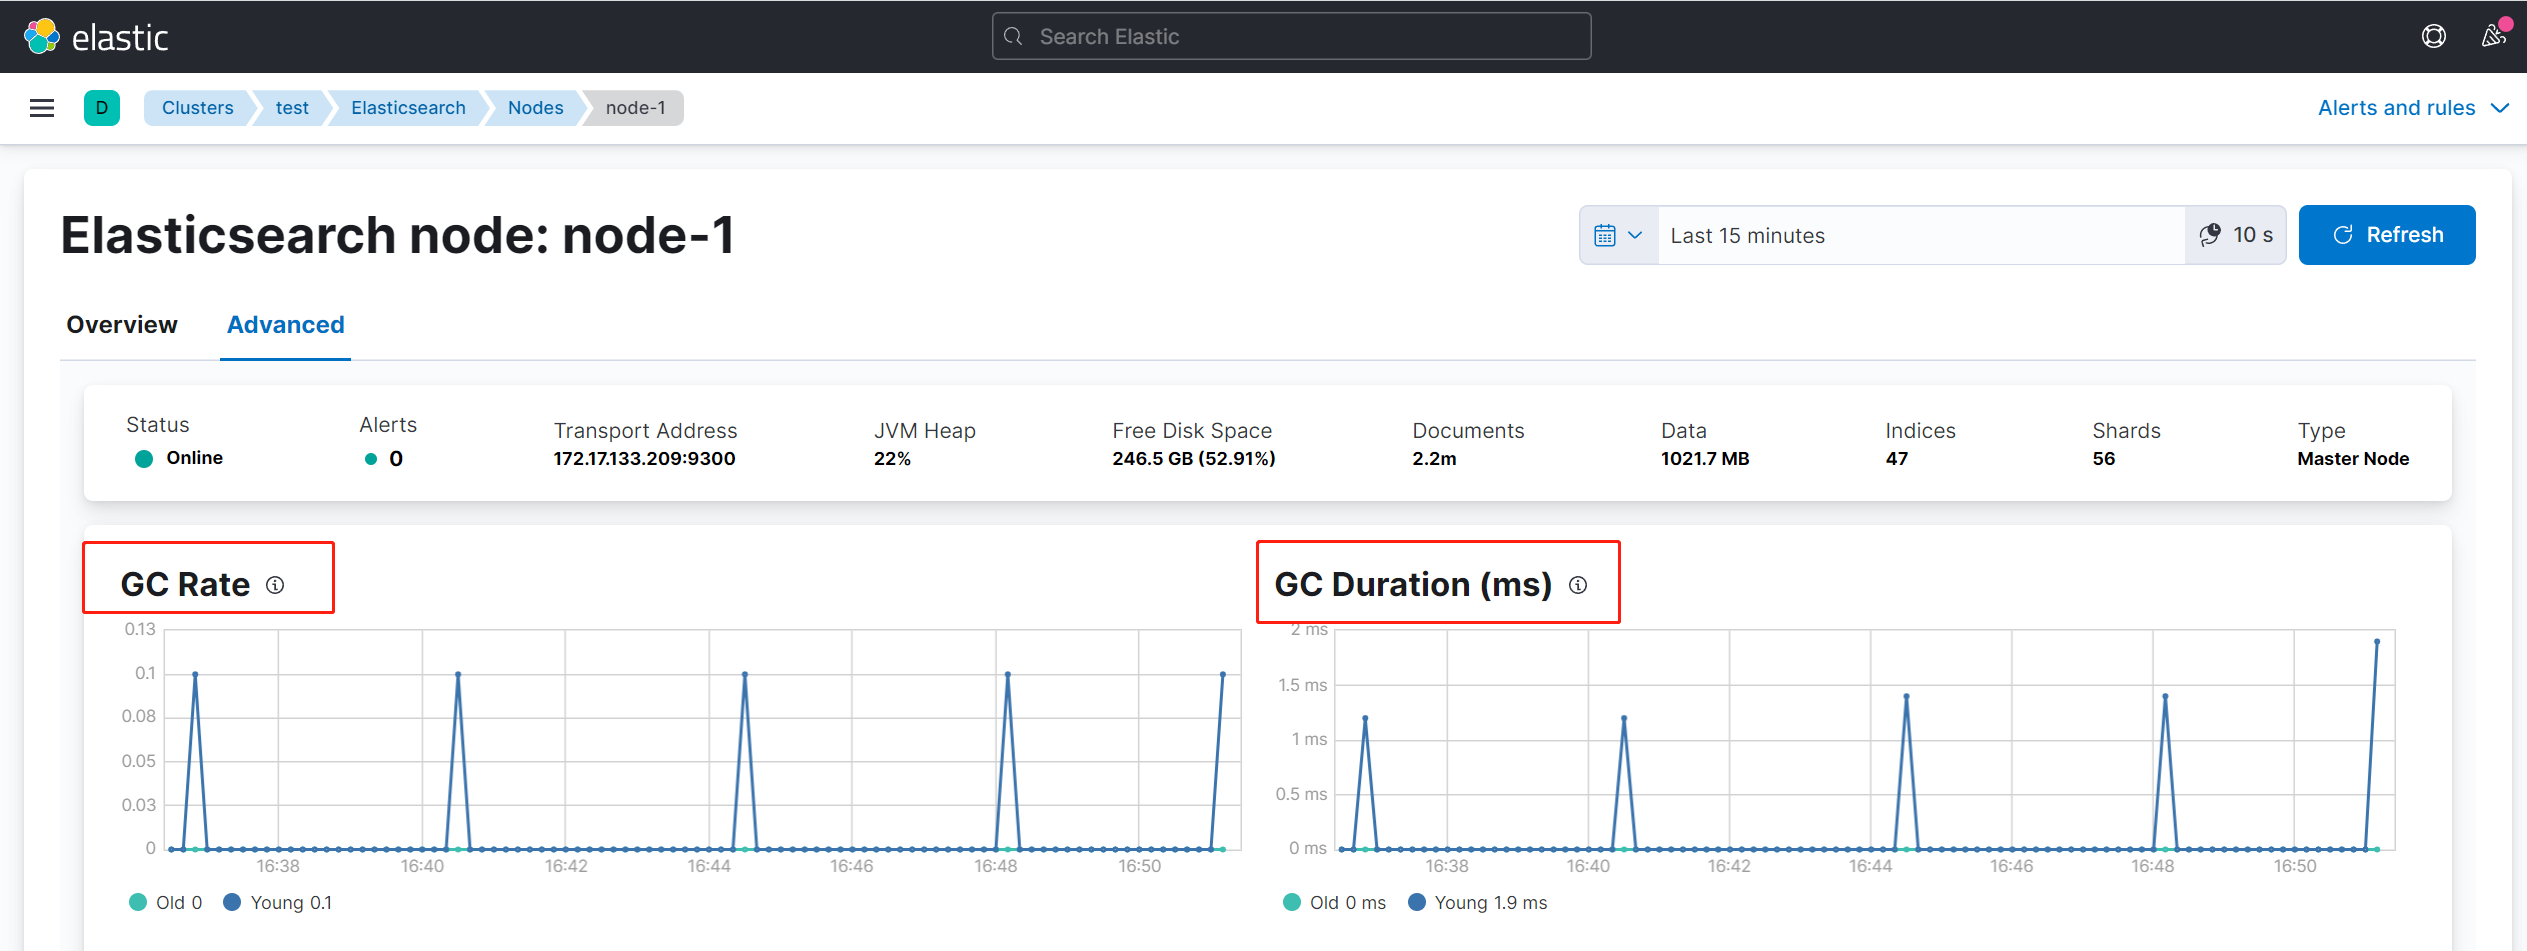 elastic
Search Elastic
D
Clusters
test
Elasticsearch
Nodes
node-1
Alerts and rules
Elasticsearch node: node-1
Last 15 minutes
10 s
Refresh
Overview
Advanced
Status
Online
Alerts
0
Transport Address
172.17.133.209:9300
JVM Heap
22%
Free Disk Space
246.5 GB (52.91%)
Documents
2.2m
Data
1021.7 MB
Indices
47
Shards
56
Type
Master Node
GC Rate
0.13
0.1
0.08
0.05
0.03
0
16:38
16:40
16:42
16:44
16:46
16:48
16:50
Old 0
Young 0.1
GC Duration (ms)
2 ms
1.5 ms
1 ms
0.5 ms
0 ms
16:38
16:40
16:42
16:44
16:46
16:48
16:50
Old 0 ms
Young 1.9 ms